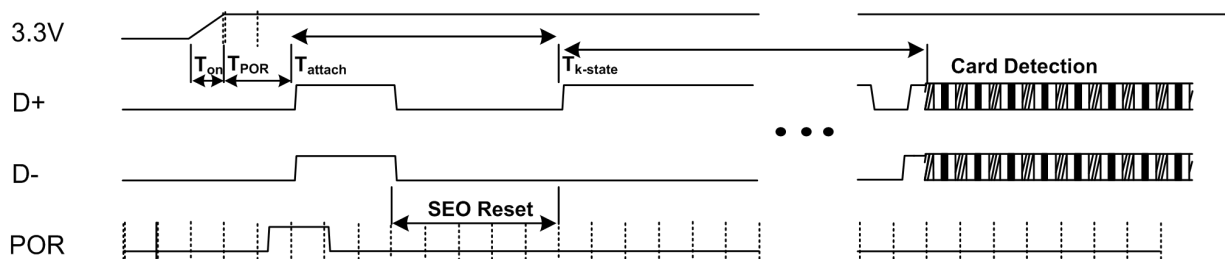 3.3V
Ton TPOR Tattach Tk-state Card Detection
D+
D-
SEO Reset
POR